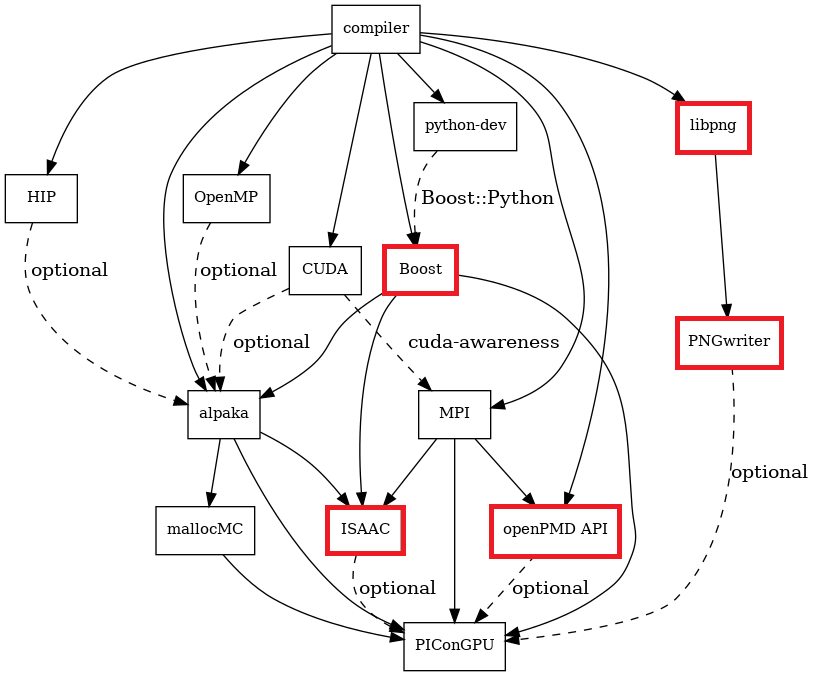 compiler
python-dev
libpng
HIP
OpenMP
Boost::Python
optional
optional
CUDA
Boost
optional
cuda-awareness
PNGwriter
alpaka
MPI
optional
mallocMC
ISAAC
openPMD API
optional
optional
PIConGPU